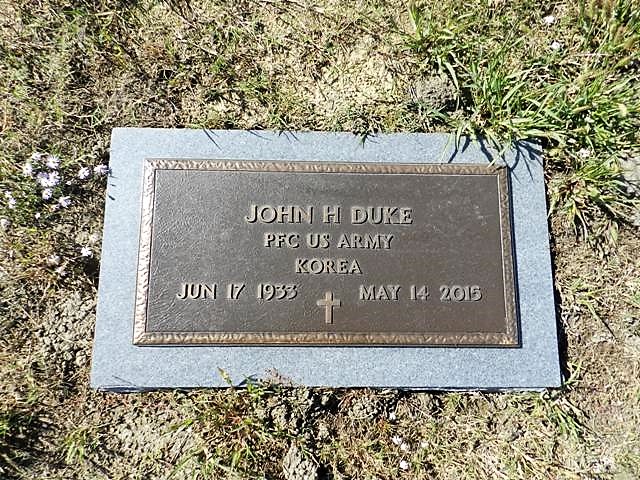 JOHN H DUKE
PFC US ARMY
KOREA
JUN 17 1933 MAY 14 2015